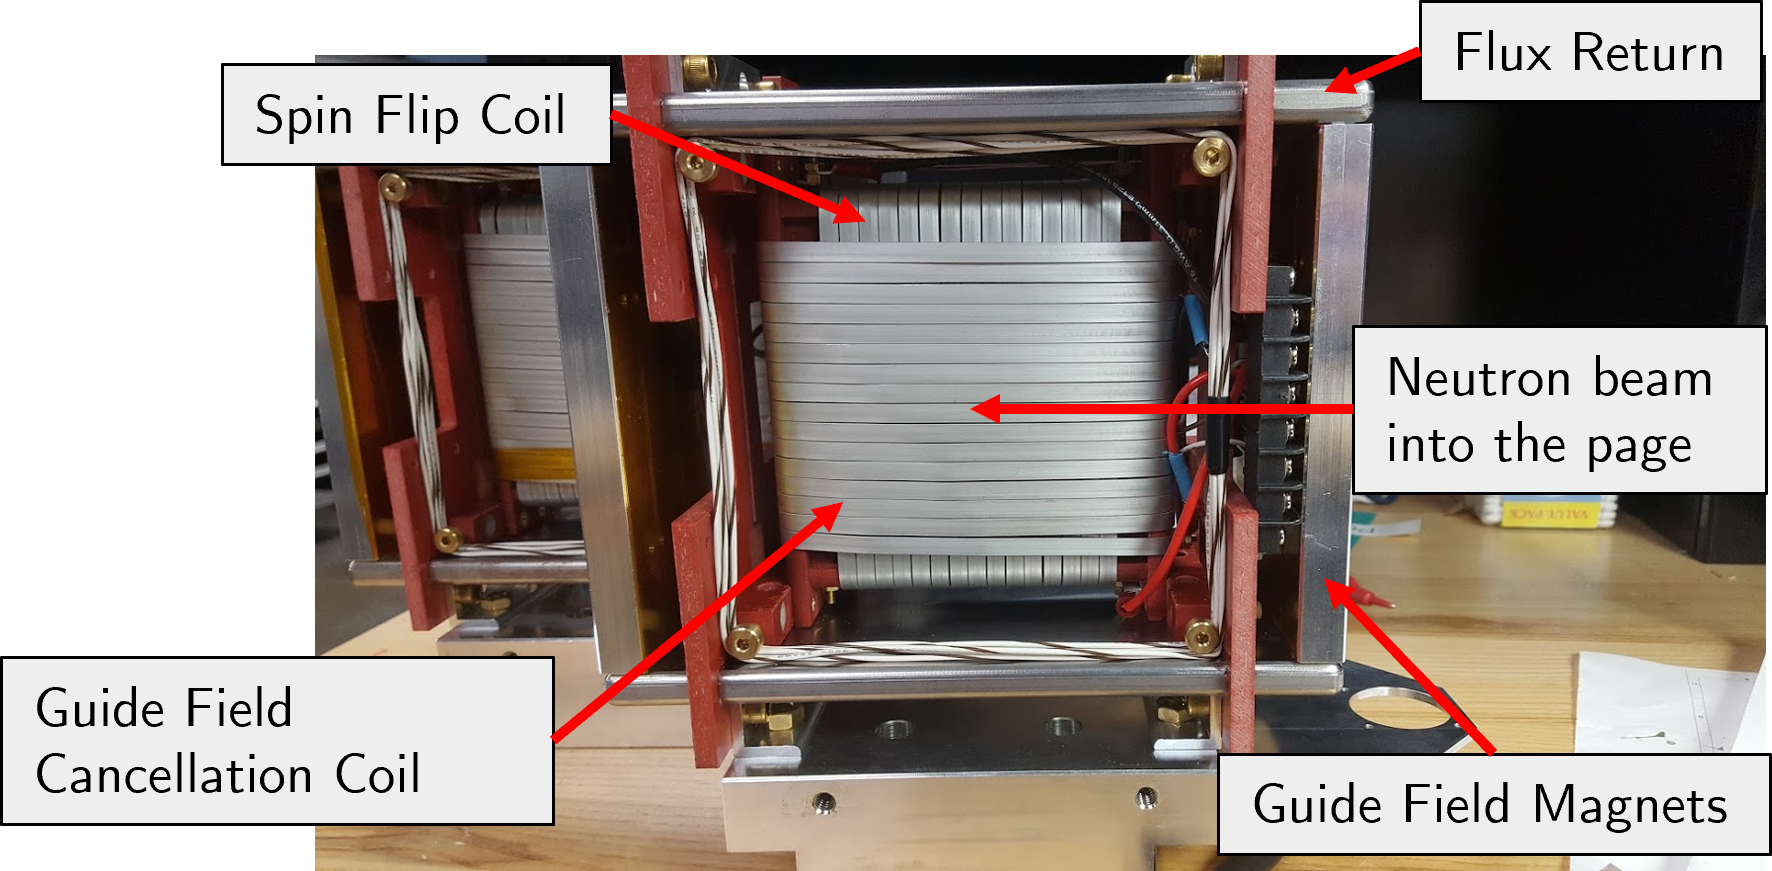 Flux Return
Spin Flip Coil
Neutron beam
into the page
Guide Field
Cancellation Coil
Guide Field Magnets
VALUE PACK